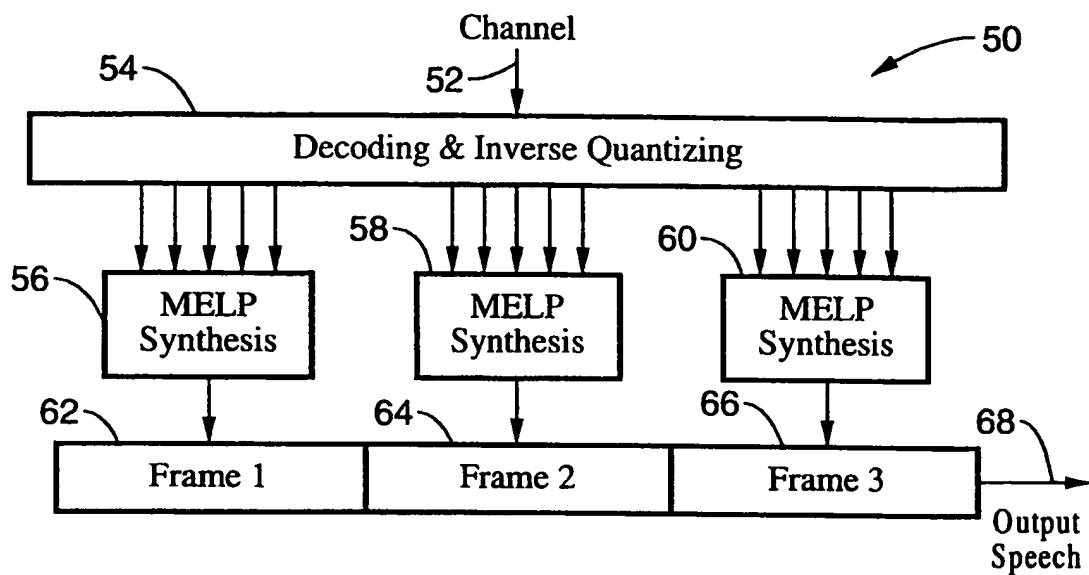 Channel
50
52
54
Decoding & Inverse Quantizing
56
58
60
MELP
Synthesis
MELP
Synthesis
MELP
Synthesis
62
64
66
68
Frame 1
Frame 2
Frame 3
Output
Speech